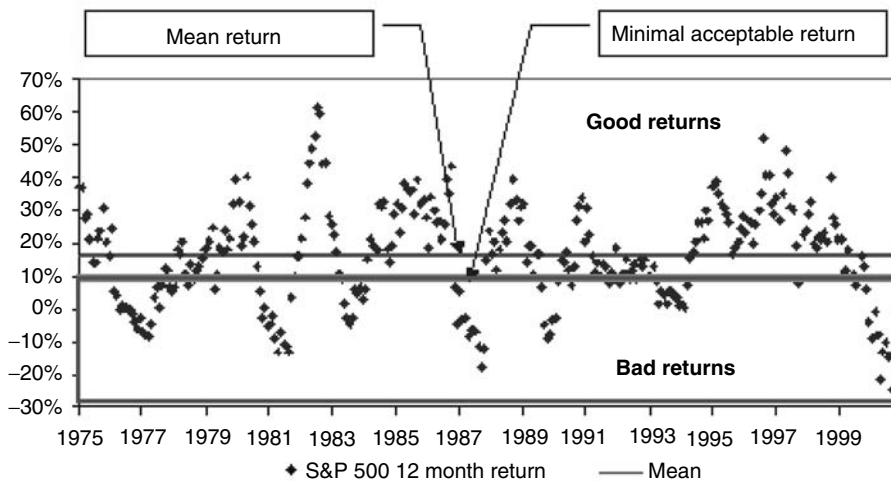 Mean return
Minimal acceptable return
70%
60%
50%
40%
30%
20%
10%
0%
−10%
−20%
−30%
Good returns
Bad returns
1975 1977 1979 1981 1983 1985 1987 1989 1991 1993 1995 1997 1999
S&P 500 12 month return Mean